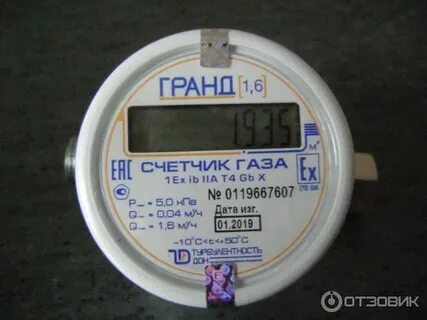 ГРАНД [1,6]
1935
м³
ЕАС СЧЕТЧИК ГАЗА Ex
1 Ex ib IIA T4 Gb X
№ 0119667607
P = 5,0 кПа
Q = 0,04 м³/ч
Q = 1,6 м³/ч
Дата изг.
01.2019
-10°C<t<+50°C
ТУРБУЛЕНТНОСТЬ
ДОН
ОТЗОВИК